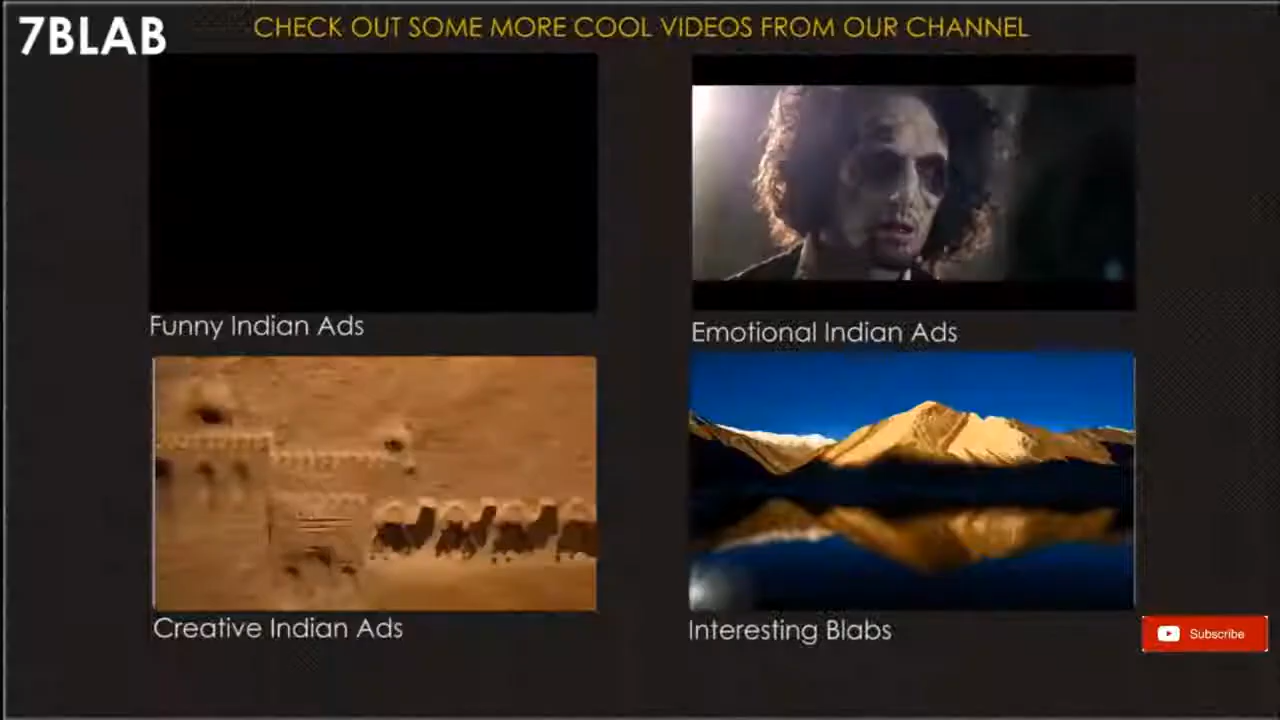 7BLAB
CHECK OUT SOME MORE COOL VIDEOS FROM OUR CHANNEL
Funny Indian Ads
Emotional Indian Ads
Creative Indian Ads
Interesting Blabs
Subscribe